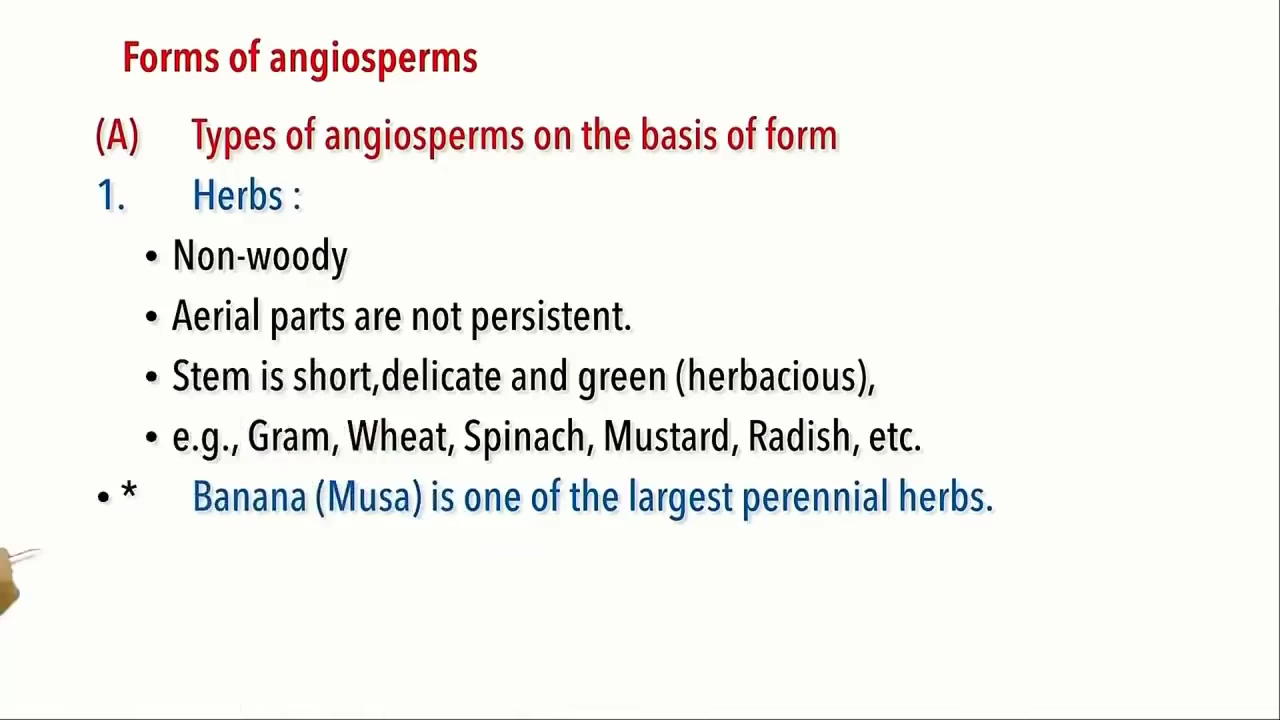 Forms of angiosperms
(A) Types of angiosperms on the basis of form
1. Herbs :
• Non-woody
• Aerial parts are not persistent.
• Stem is short,delicate and green (herbacious),
• e.g., Gram, Wheat, Spinach, Mustard, Radish, etc.
• * Banana (Musa) is one of the largest perennial herbs.